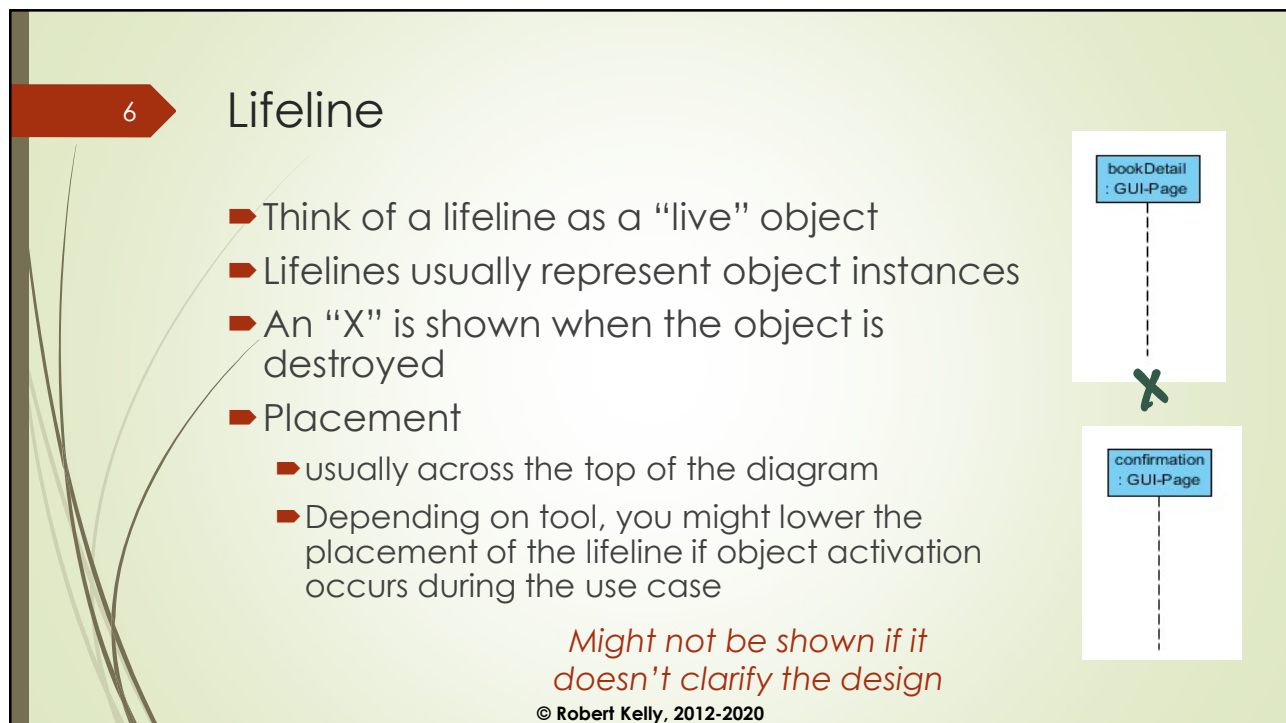 6
Lifeline
Think of a lifeline as a “live” object
Lifelines usually represent object instances
An “X” is shown when the object is
destroyed
Placement
usually across the top of the diagram
Depending on tool, you might lower the
placement of the lifeline if object activation
occurs during the use case
Might not be shown if it
doesn’t clarify the design
bookDetail
: GUI-Page
X
confirmation
: GUI-Page
© Robert Kelly, 2012-2020